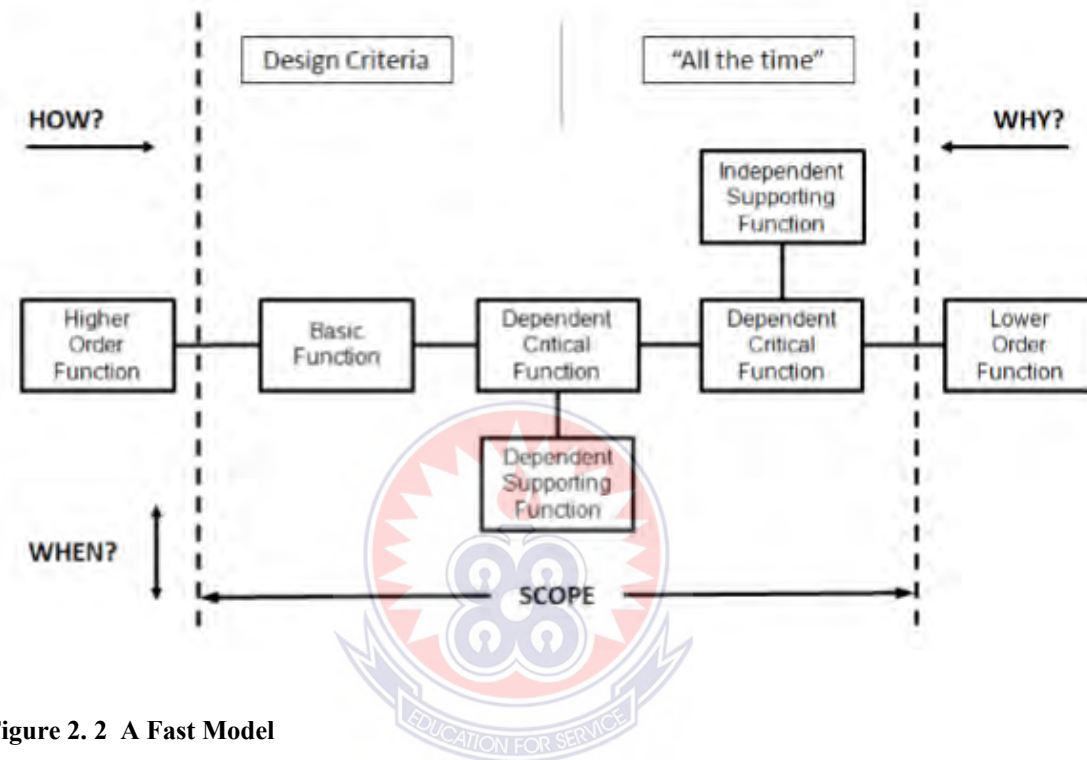 Design Criteria
"All the time"
HOW?
WHY?
Independent
Supporting
Function
Higher
Order
Function
Basic
Function
Dependent
Critical
Function
Dependent
Critical
Function
Lower
Order
Function
Dependent
Supporting
Function
WHEN?
SCOPE
EDUCATION FOR SERVICE
igure 2. 2 A Fast Model